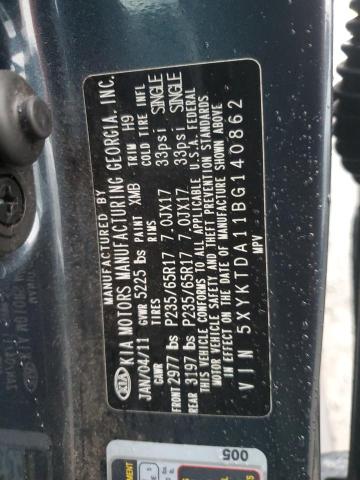 MANUFACTURED BY
KIA MOTORS MANUFACTURING GEORGIA, INC.
KIA
JAN/04/11 GVWR 5225 lbs PAINT XMB TRIM H9
GAWR TIRES RIMS COLD TIRE INFL
FRONT 2977 lbs P235/65R17 7.0JX17 33psi SINGLE
REAR 3197 lbs P235/65R17 7.0JX17 33psi SINGLE
THIS VEHICLE CONFORMS TO ALL APPLICABLE U.S.A. FEDERAL
MOTOR VEHICLE SAFETY AND THEFT PREVENTION STANDARDS
IN EFFECT ON THE DATE OF MANUFACTURE SHOWN ABOVE
VIN 5XYKTDA11BG140862
MPV
005